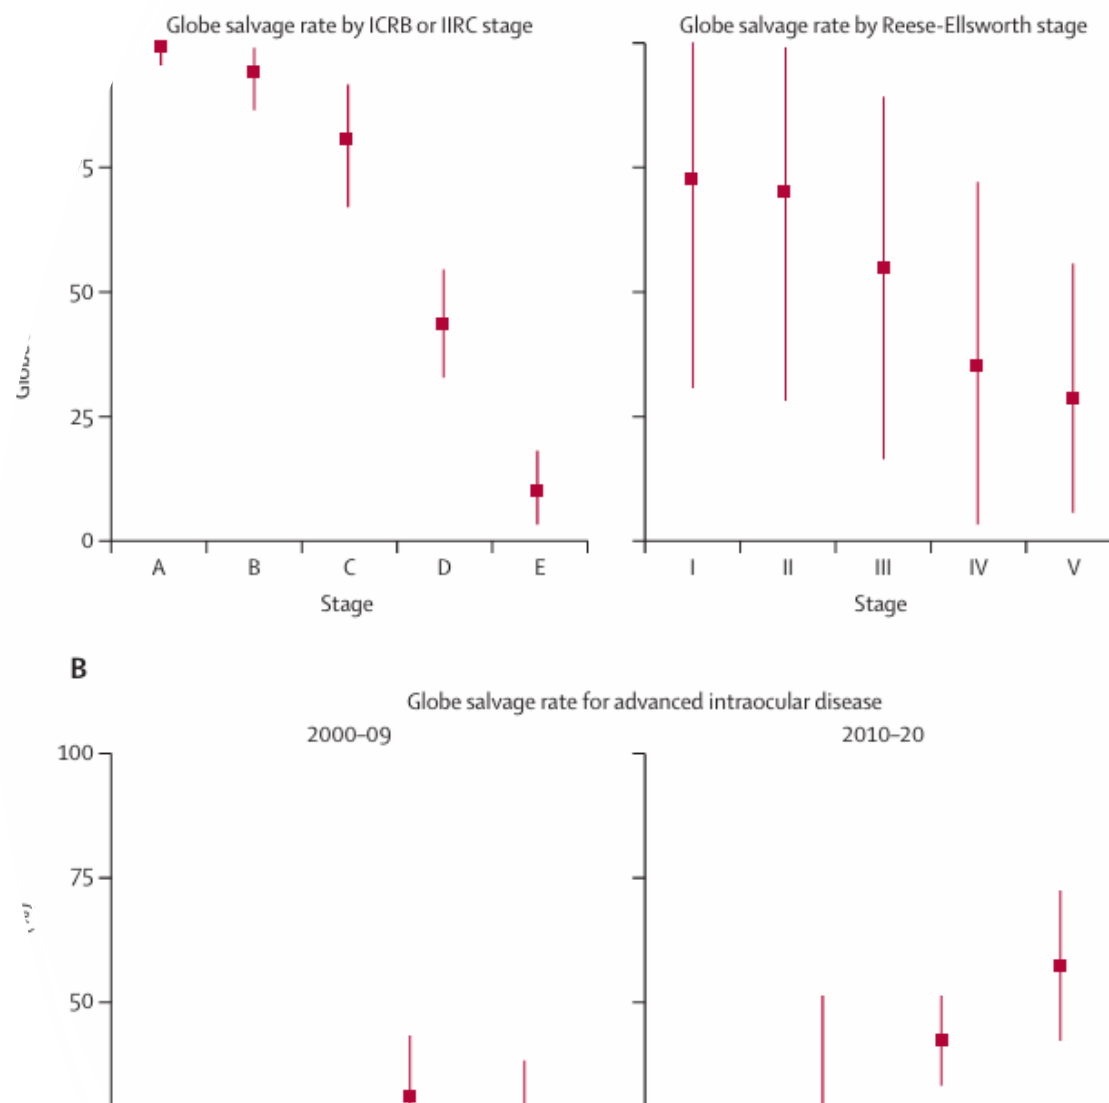 Globe salvage rate by ICRB or IIRC stage
Globe salvage rate by Reese-Ellsworth stage
50
25
0
A B C D E
I II III IV V
Stage
Stage
B
Globe salvage rate for advanced intraocular disease
2000–09
2010–20
100
75
50